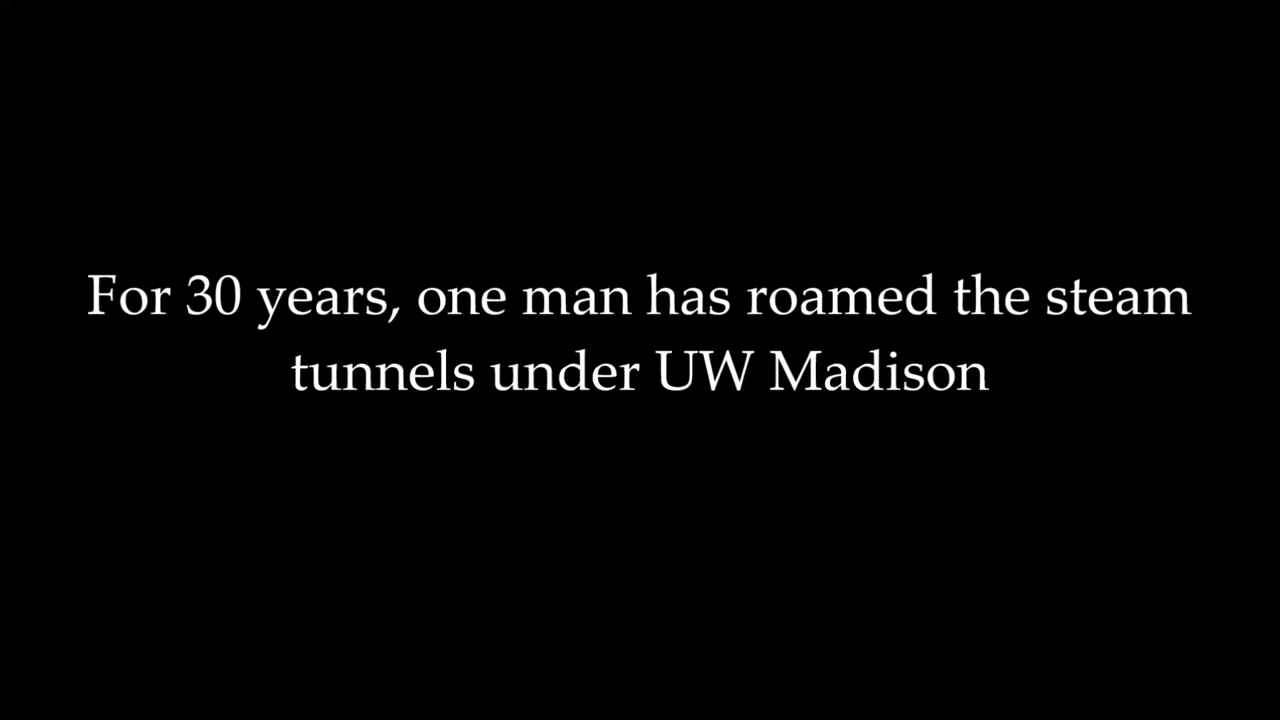 For 30 years, one man has roamed the steam
tunnels under UW Madison